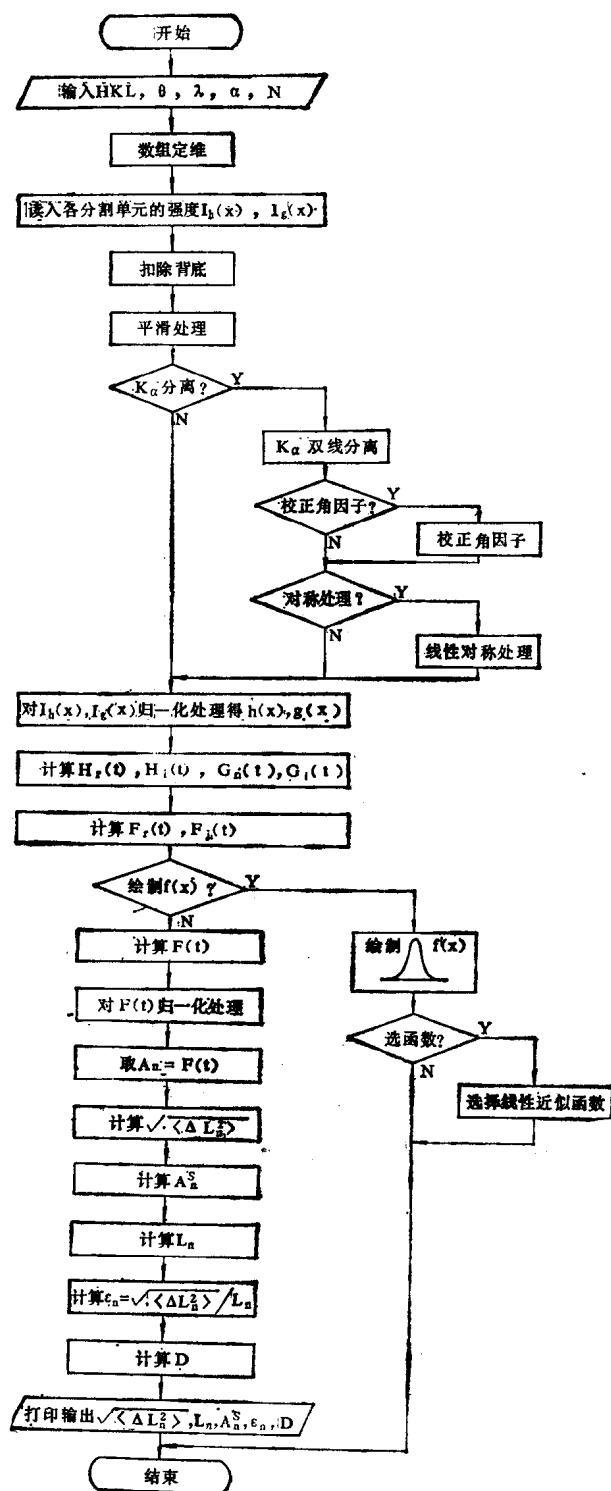 开始
输入HKL, θ, λ, α, N
数组定维
读入各分割单元的强度I_h(x), I_g(x)
扣除背底
平滑处理
K_α分离?
Y
N
K_α双线分离
校正角因子?
Y
N
校正角因子
对称处理?
Y
N
线性对称处理
对I_h(x),I_g(x)归一化处理得h(x),g(x)
计算H_r(t),H_i(t),G_r(t),G_i(t)
计算F_r(t),F_i(t)
绘制f(x)?
Y
N
计算F(t)
绘制 f(x)
对F(t)归一化处理
选函数?
Y
N
取A_n=F(t)
选择线性近似函数
计算√<ΔL_n²>
计算A_n^S
计算L_n
计算ε_n=√<ΔL_n²>/L_n
计算D
打印输出√<ΔL_n²>,L_n,A_n^S,ε_n,D
结束